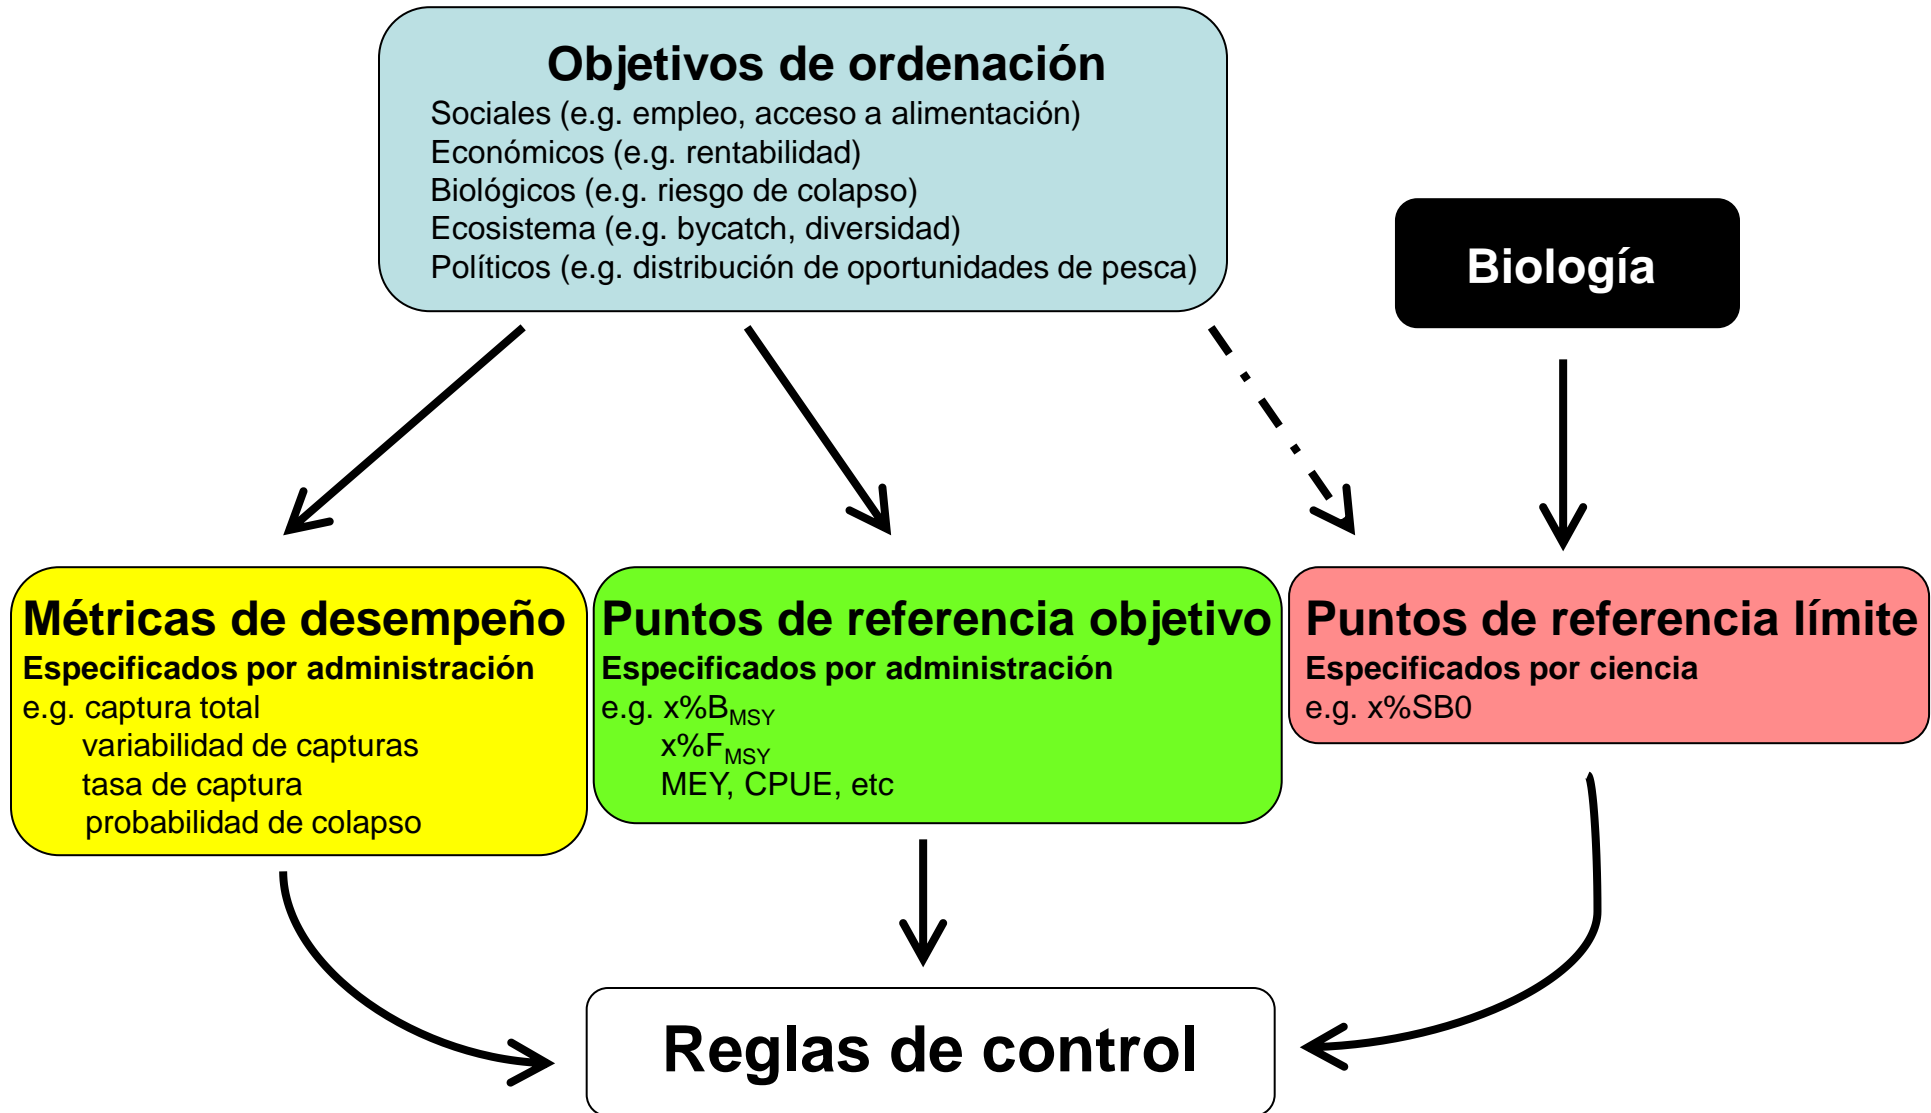 Objetivos de ordenación
Sociales (e.g. empleo, acceso a alimentación)
Económicos (e.g. rentabilidad)
Biológicos (e.g. riesgo de colapso)
Ecosistema (e.g. bycatch, diversidad)
Políticos (e.g. distribución de oportunidades de pesca)
Biología
Métricas de desempeño
Especificados por administración
e.g. captura total
variabilidad de capturas
tasa de captura
probabilidad de colapso
Puntos de referencia objetivo
Especificados por administración
e.g. x%B_MSY
x%F_MSY
MEY, CPUE, etc
Puntos de referencia límite
Especificados por ciencia
e.g. x%SB0
Reglas de control